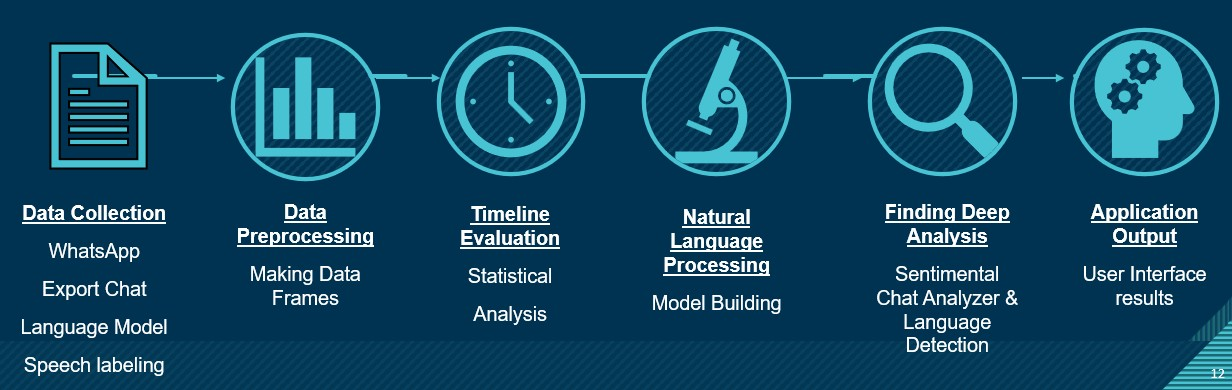 Data Collection
WhatsApp
Export Chat
Language Model
Speech labeling
Data
Preprocessing
Making Data
Frames
Timeline
Evaluation
Statistical
Analysis
Natural
Language
Processing
Model Building
Finding Deep
Analysis
Sentimental
Chat Analyzer &
Language
Detection
Application
Output
User Interface
results
12